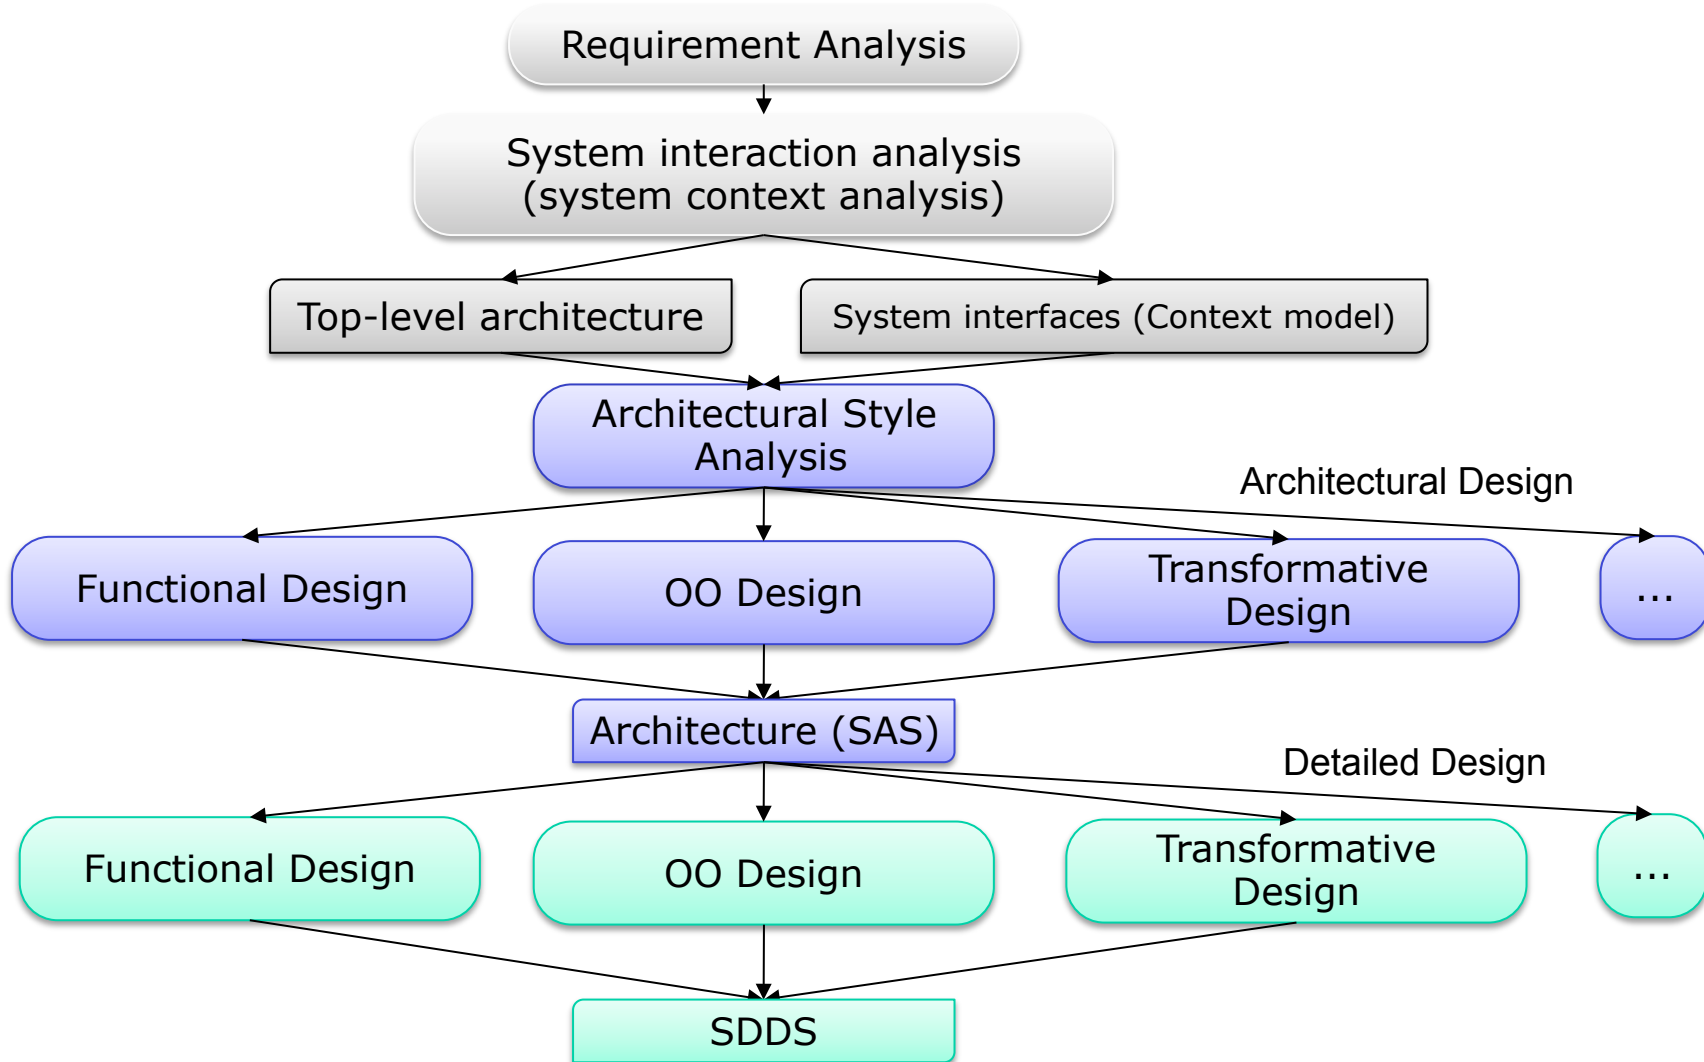 Requirement Analysis
System interaction analysis
(system context analysis)
Top-level architecture
System interfaces (Context model)
Architectural Style
Analysis
Architectural Design
Functional Design
OO Design
Transformative
Design
...
Architecture (SAS)
Detailed Design
Functional Design
OO Design
Transformative
Design
...
SDDS